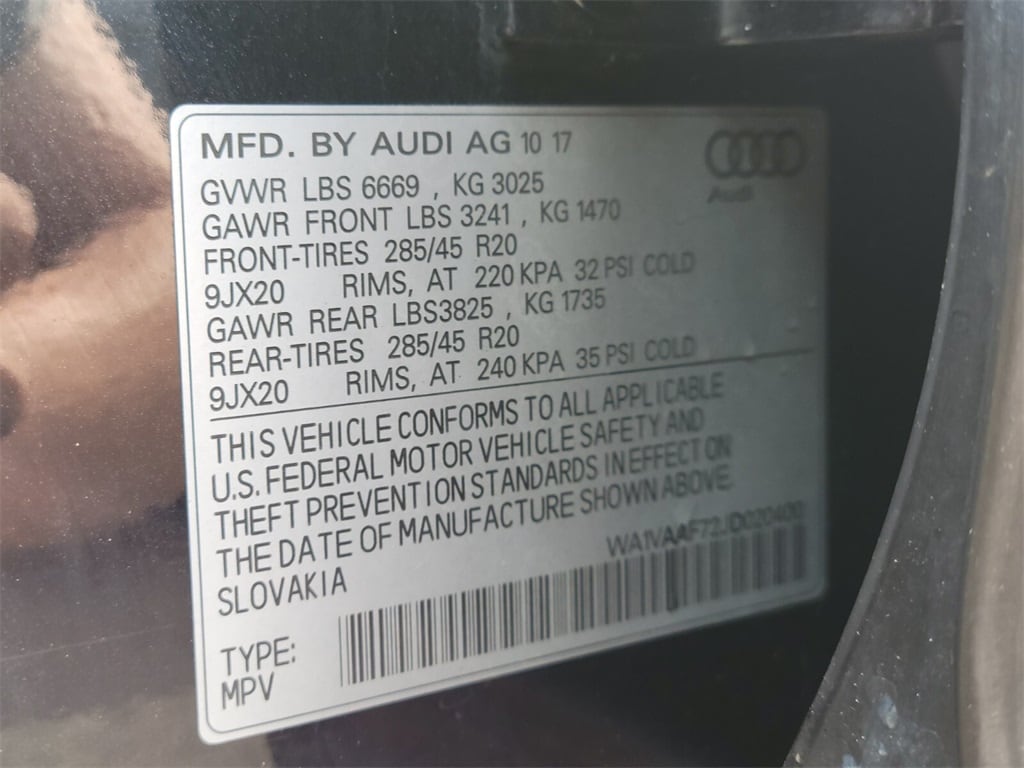 MFD. BY AUDI AG 10 17
Audi
GVWR LBS 6669 , KG 3025
GAWR FRONT LBS 3241 , KG 1470
FRONT-TIRES 285/45 R20
9JX20 RIMS, AT 220 KPA 32 PSI COLD
GAWR REAR LBS3825 , KG 1735
REAR-TIRES 285/45 R20
9JX20 RIMS, AT 240 KPA 35 PSI COLD
THIS VEHICLE CONFORMS TO ALL APPLICABLE
U.S. FEDERAL MOTOR VEHICLE SAFETY AND
THEFT PREVENTION STANDARDS IN EFFECT ON
THE DATE OF MANUFACTURE SHOWN ABOVE.
SLOVAKIA
WA1VAAF72JD020400
TYPE:
MPV